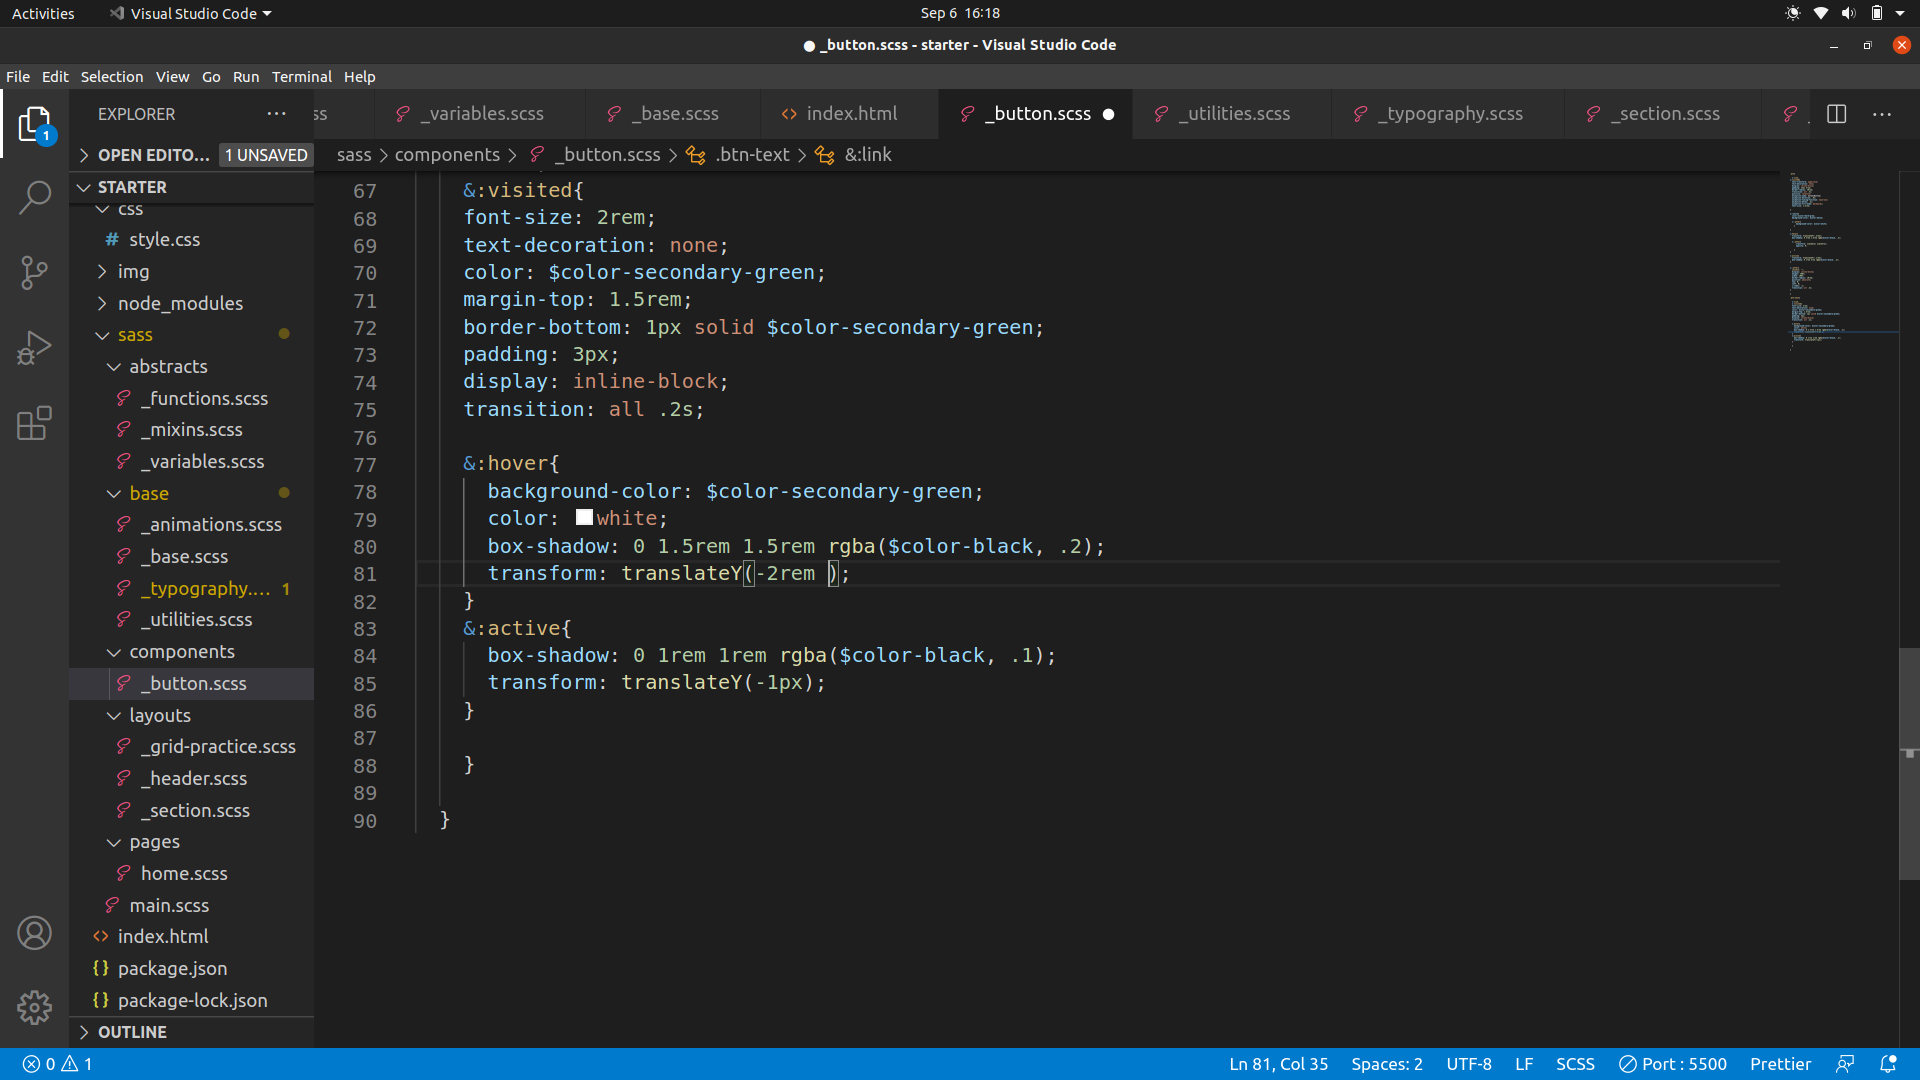 Activities
Visual Studio Code
Sep 6 16:18
_button.scss - starter - Visual Studio Code
File Edit Selection View Go Run Terminal Help
EXPLORER
ss
_variables.scss
_base.scss
index.html
_button.scss
_utilities.scss
_typography.scss
_section.scss
OPEN EDITO... 1 UNSAVED
sass > components > _button.scss > .btn-text > &:link
STARTER
css
style.css
img
node_modules
sass
abstracts
_functions.scss
_mixins.scss
_variables.scss
base
_animations.scss
_base.scss
_typography.... 1
_utilities.scss
components
_button.scss
layouts
_grid-practice.scss
_header.scss
_section.scss
pages
home.scss
main.scss
index.html
package.json
package-lock.json
OUTLINE
1
67 &:visited{
68 font-size: 2rem;
69 text-decoration: none;
70 color: $color-secondary-green;
71 margin-top: 1.5rem;
72 border-bottom: 1px solid $color-secondary-green;
73 padding: 3px;
74 display: inline-block;
75 transition: all .2s;
76
77 &:hover{
78 background-color: $color-secondary-green;
79 color: white;
80 box-shadow: 0 1.5rem 1.5rem rgba($color-black, .2);
81 transform: translateY(-2rem );
82 }
83 &:active{
84 box-shadow: 0 1rem 1rem rgba($color-black, .1);
85 transform: translateY(-1px);
86 }
87
88 }
89
90 }
0 1
Ln 81, Col 35
Spaces: 2
UTF-8
LF
SCSS
Port : 5500
Prettier